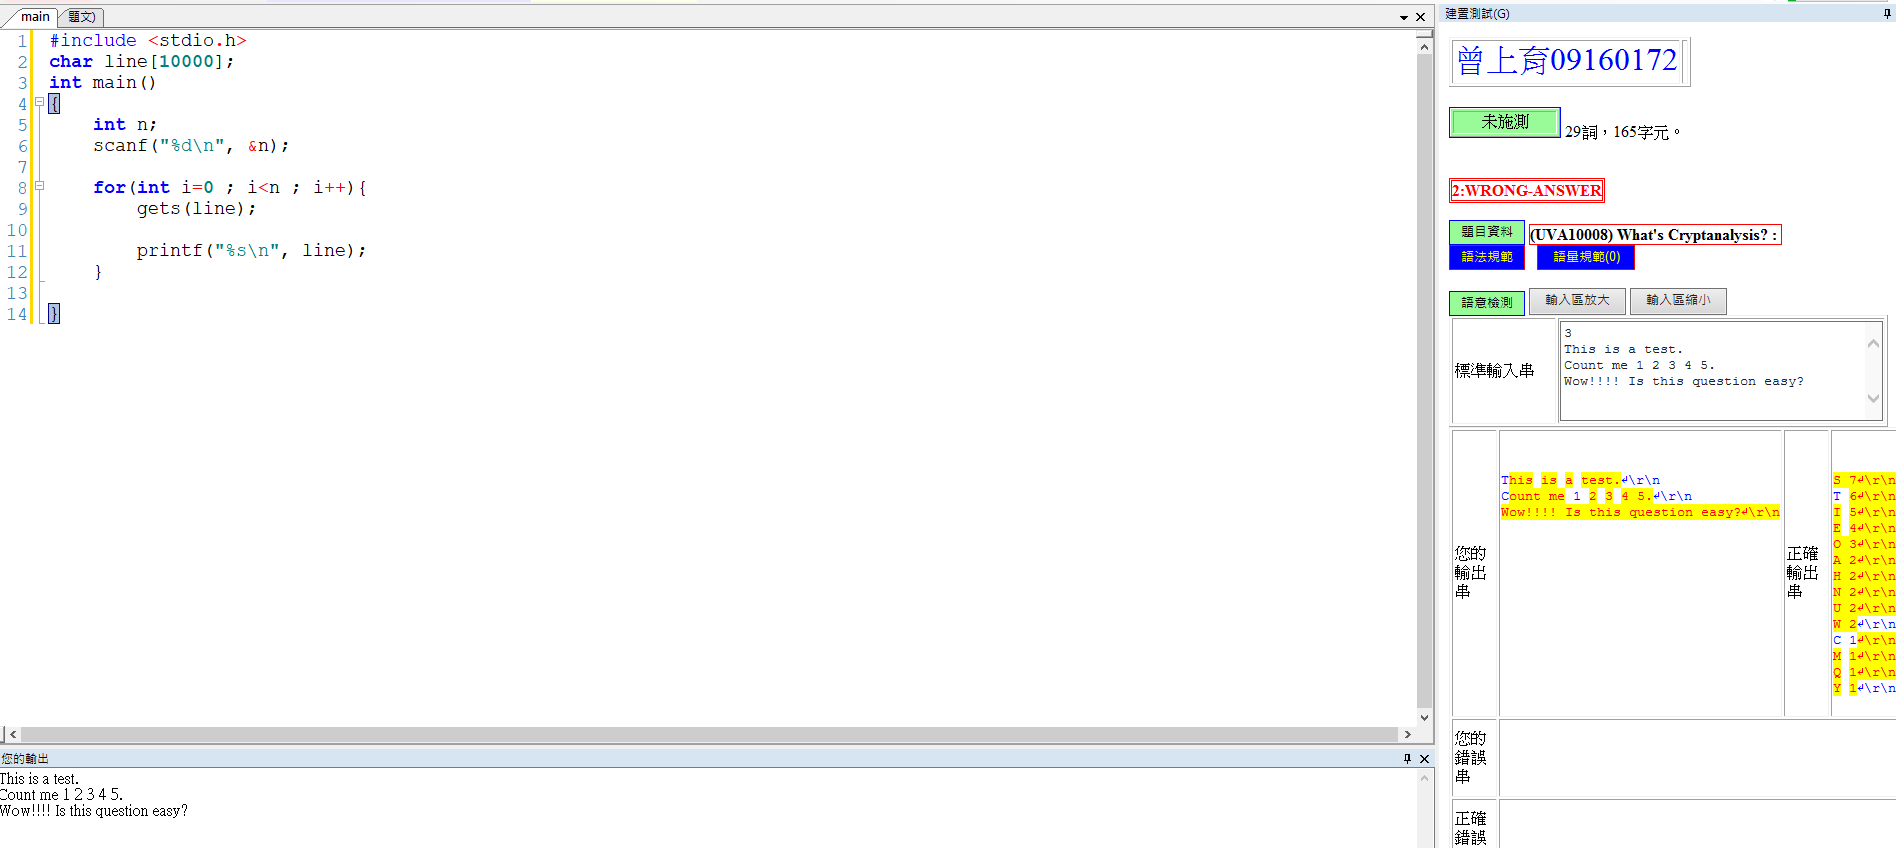 main
題文)
1 #include <stdio.h>
2 char line[10000];
3 int main()
4 {
5 int n;
6 scanf("%d\n", &n);
7
8 for(int i=0 ; i<n ; i++){
9 gets(line);
10
11 printf("%s\n", line);
12 }
13
14 }
您的輸出
This is a test.
Count me 1 2 3 4 5.
Wow!!!! Is this question easy?
建置測試(G)
曾上育09160172
未施測 29詞，165字元。
2:WRONG-ANSWER
題目資料 (UVA10008) What's Cryptanalysis? :
語法規範 語量規範(0)
語意檢測 輸入區放大 輸入區縮小
標準輸入串
3
This is a test.
Count me 1 2 3 4 5.
Wow!!!! Is this question easy?
您的
輸出
串
This is a test.↲\r\n
Count me 1 2 3 4 5.↲\r\n
Wow!!!! Is this question easy?↲\r\n
正確
輸出
串
S 7↲\r\n
T 6↲\r\n
I 5↲\r\n
E 4↲\r\n
O 3↲\r\n
A 2↲\r\n
H 2↲\r\n
N 2↲\r\n
U 2↲\r\n
W 2↲\r\n
C 1↲\r\n
M 1↲\r\n
Q 1↲\r\n
Y 1↲\r\n
您的
錯誤
串
正確
錯誤